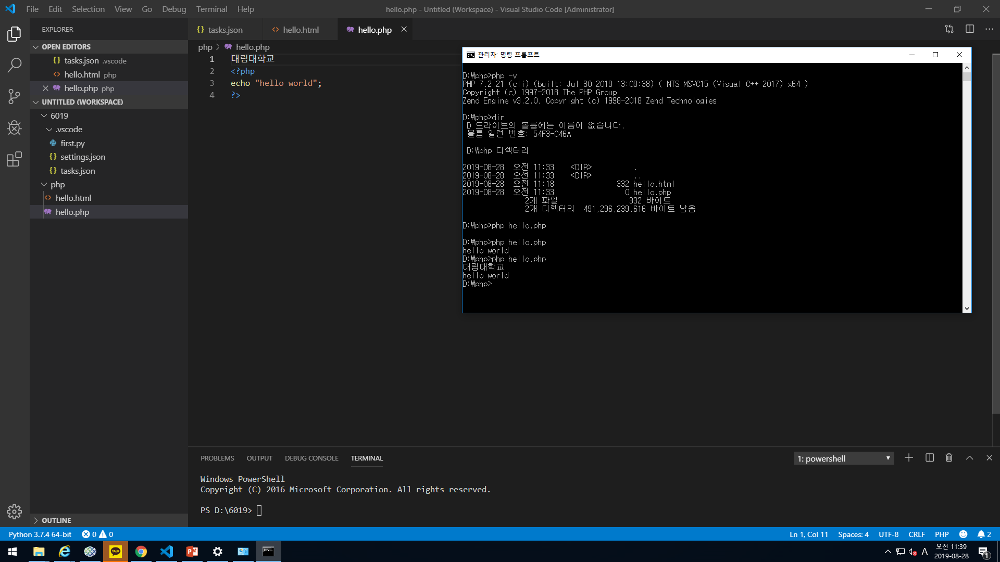 File Edit Selection View Go Debug Terminal Help
hello.php - Untitled (Workspace) - Visual Studio Code [Administrator]
EXPLORER
OPEN EDITORS
tasks.json .vscode
hello.html php
hello.php php
UNTITLED (WORKSPACE)
6019
.vscode
first.py
settings.json
tasks.json
php
hello.html
hello.php
OUTLINE
tasks.json hello.html hello.php
php > hello.php
1 대림대학교
2 <?php
3 echo "hello world";
4 ?>
관리자: 명령 프롬프트
D:\php>php -v
PHP 7.2.21 (cli) (built: Jul 30 2019 13:09:38) ( NTS MSVC15 (Visual C++ 2017) x64 )
Copyright (c) 1997-2018 The PHP Group
Zend Engine v3.2.0, Copyright (c) 1998-2018 Zend Technologies
D:₩php>dir
D 드라이브의 볼륨에는 이름이 없습니다.
볼륨 일련 번호: 54F3-C46A
D:₩php 디렉터리
2019-08-28 오전 11:33 <DIR> .
2019-08-28 오전 11:33 <DIR> ..
2019-08-28 오전 11:18 332 hello.html
2019-08-28 오전 11:33 0 hello.php
2개 파일 332 바이트
2개 디렉터리 491,296,239,616 바이트 남음
D:₩php>php hello.php
D:₩php>php hello.php
hello world
D:₩php>php hello.php
대림대학교
hello world
D:₩php>
PROBLEMS OUTPUT DEBUG CONSOLE TERMINAL
1: powershell
Windows PowerShell
Copyright (C) 2016 Microsoft Corporation. All rights reserved.
PS D:\6019>
Python 3.7.4 64-bit 0 0 Ln 1, Col 11 Spaces: 4 UTF-8 CRLF PHP 2
TALK
A 오전 11:39
2019-08-28
1